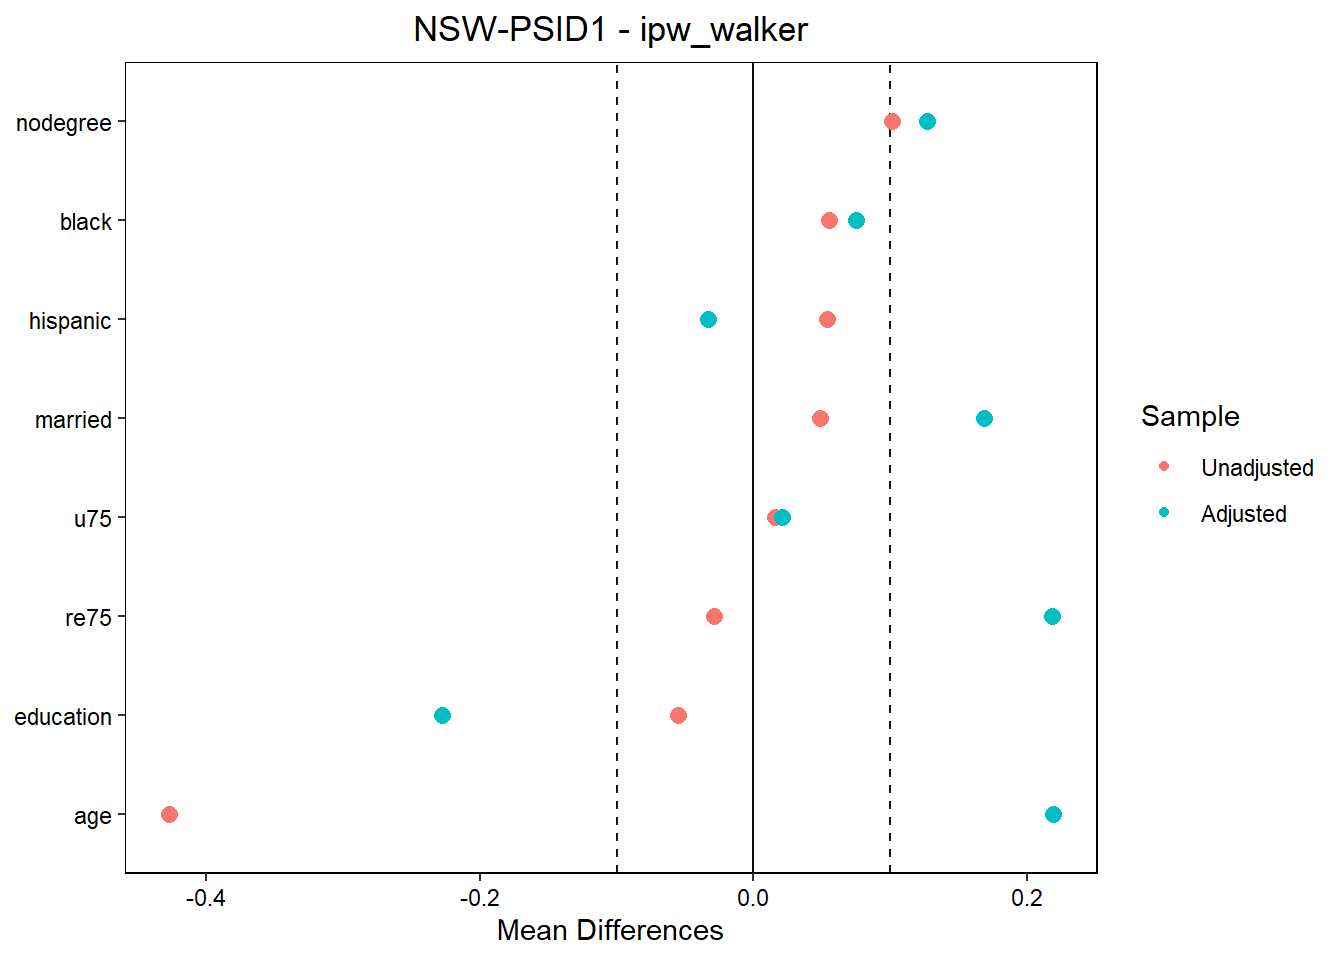 NSW-PSID1 - ipw_walker
nodegree
black
hispanic
married
u75
re75
education
age
-0.4
-0.2
0.0
0.2
Mean Differences
Sample
Unadjusted
Adjusted